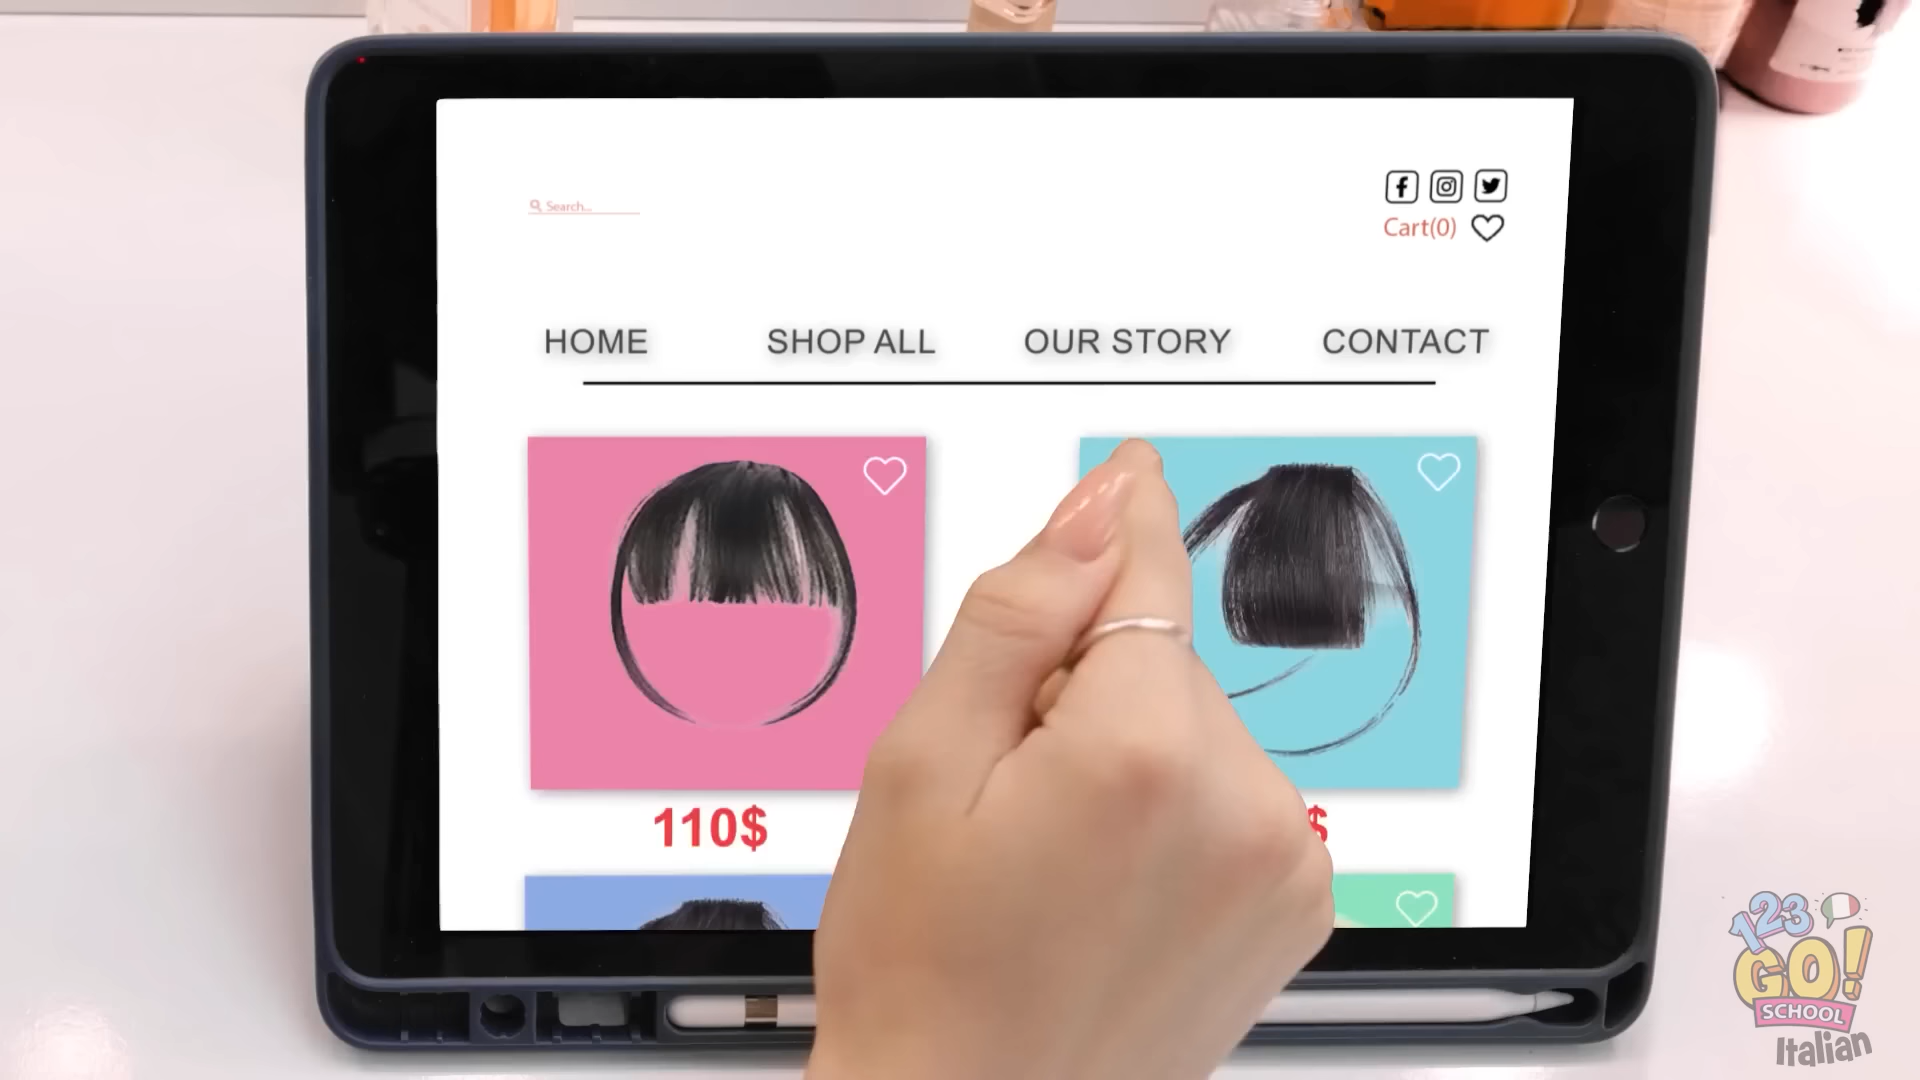 Search...
Cart(0)
HOME SHOP ALL OUR STORY CONTACT
110$
$
123
GO!
SCHOOL
Italian